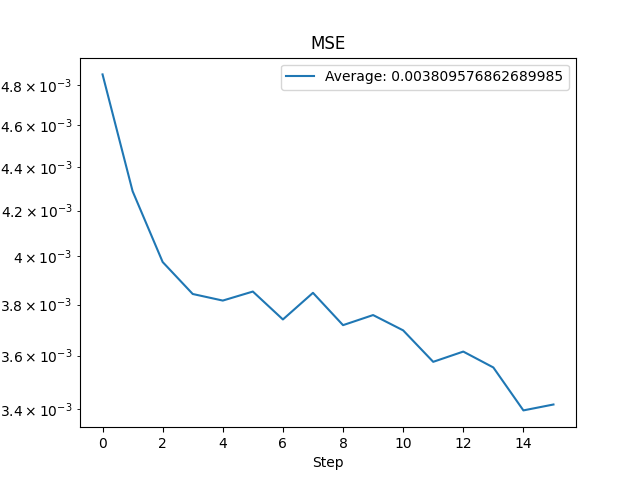 MSE
Average: 0.003809576862689985
4.8 × 10⁻³
4.6 × 10⁻³
4.4 × 10⁻³
4.2 × 10⁻³
4 × 10⁻³
3.8 × 10⁻³
3.6 × 10⁻³
3.4 × 10⁻³
0 2 4 6 8 10 12 14
Step